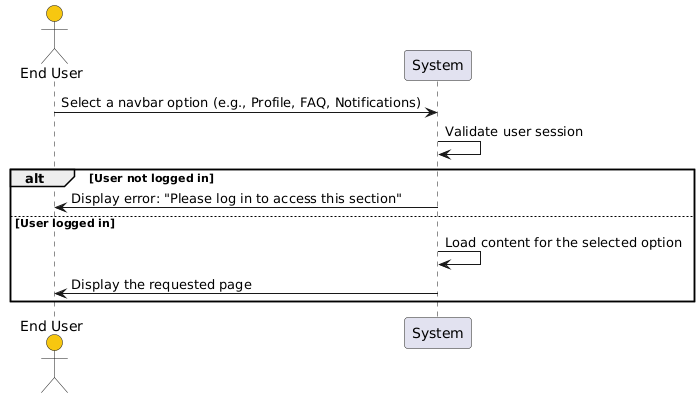 End User
System
Select a navbar option (e.g., Profile, FAQ, Notifications)
Validate user session
alt [User not logged in]
Display error: "Please log in to access this section"
[User logged in]
Load content for the selected option
Display the requested page
End User
System